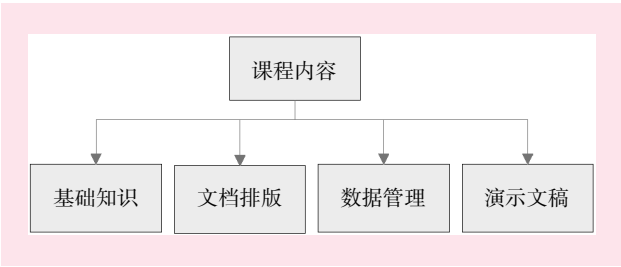 课程内容
基础知识
文档排版
数据管理
演示文稿